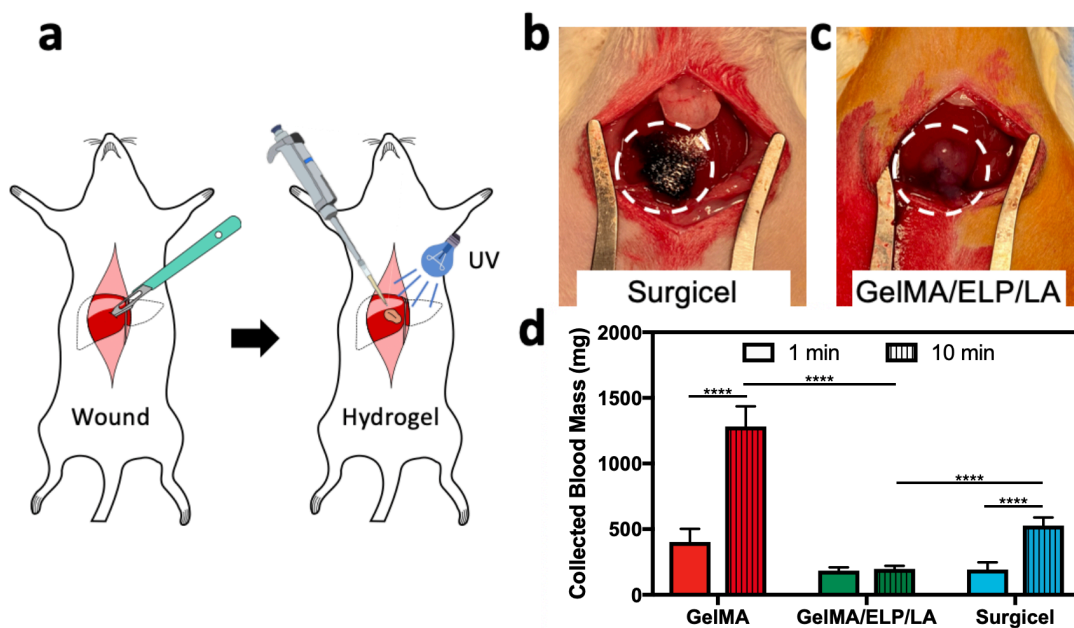 a
Wound
Hydrogel
UV
b
Surgicel
c
GelMA/ELP/LA
d
Collected Blood Mass (mg)
2000
1500
1000
500
0
1 min
10 min
****
****
****
****
GelMA
GelMA/ELP/LA
Surgicel